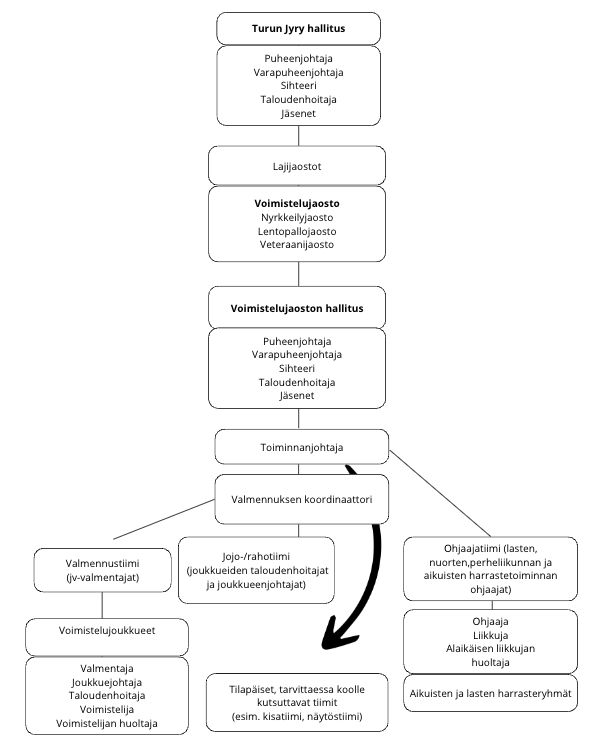 Turun Jyry hallitus
Puheenjohtaja
Varapuheenjohtaja
Sihteeri
Taloudenhoitaja
Jäsenet
Lajijaostot
Voimistelujaosto
Nyrkkeilyjaosto
Lentopallojaosto
Veteraanijaosto
Voimistelujaoston hallitus
Puheenjohtaja
Varapuheenjohtaja
Sihteeri
Taloudenhoitaja
Jäsenet
Toiminnanjohtaja
Valmennuksen koordinaattori
Valmennustiimi
(jv-valmentajat)
Voimistelujoukkueet
Valmentaja
Joukkuejohtaja
Taloudenhoitaja
Voimistelija
Voimistelijan huoltaja
Jojo-/rahotiimi
(joukkueiden taloudenhoitajat
ja joukkueenjohtajat)
Tilapäiset, tarvittaessa koolle
kutsuttavat tiimit
(esim. kisatiimi, näytöstiimi)
Ohjaajatiimi (lasten,
nuorten,perheliikunnan ja
aikuisten harrastetoiminnan
ohjaajat)
Ohjaaja
Liikkuja
Alaikäisen liikkujan
huoltaja
Aikuisten ja lasten harrasteryhmät